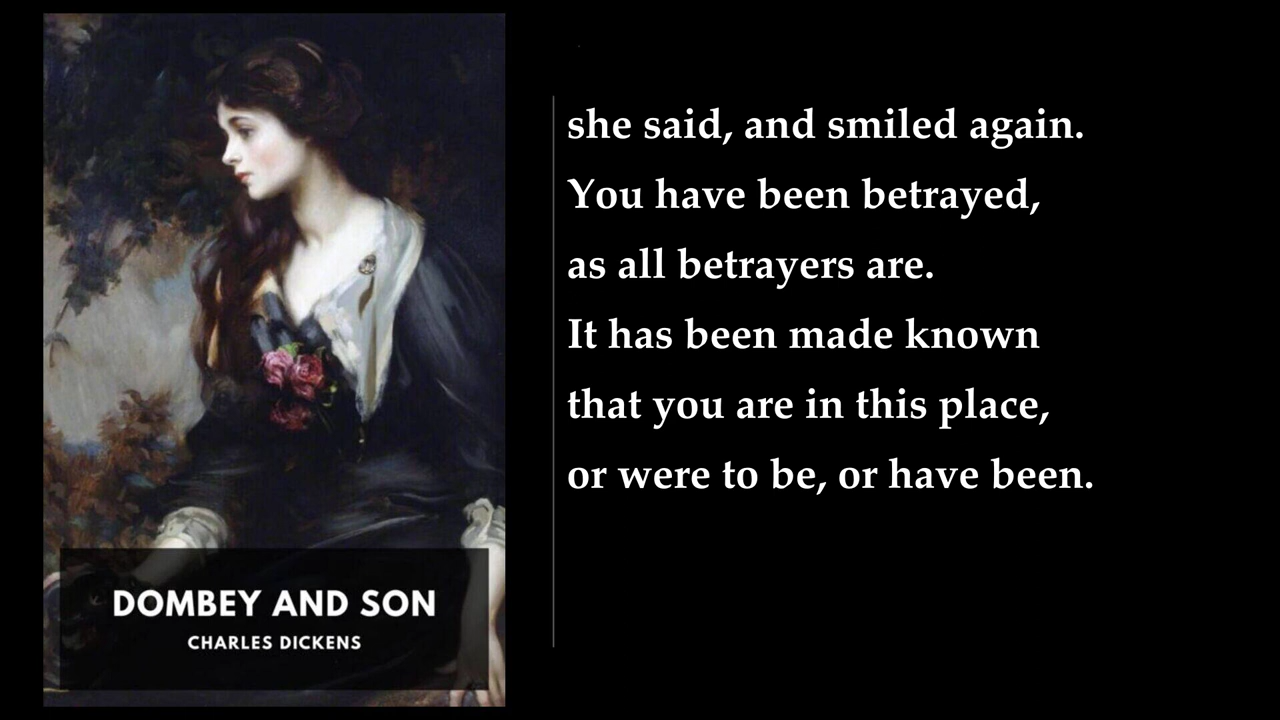 DOMBEY AND SON
CHARLES DICKENS
she said, and smiled again.
You have been betrayed,
as all betrayers are.
It has been made known
that you are in this place,
or were to be, or have been.